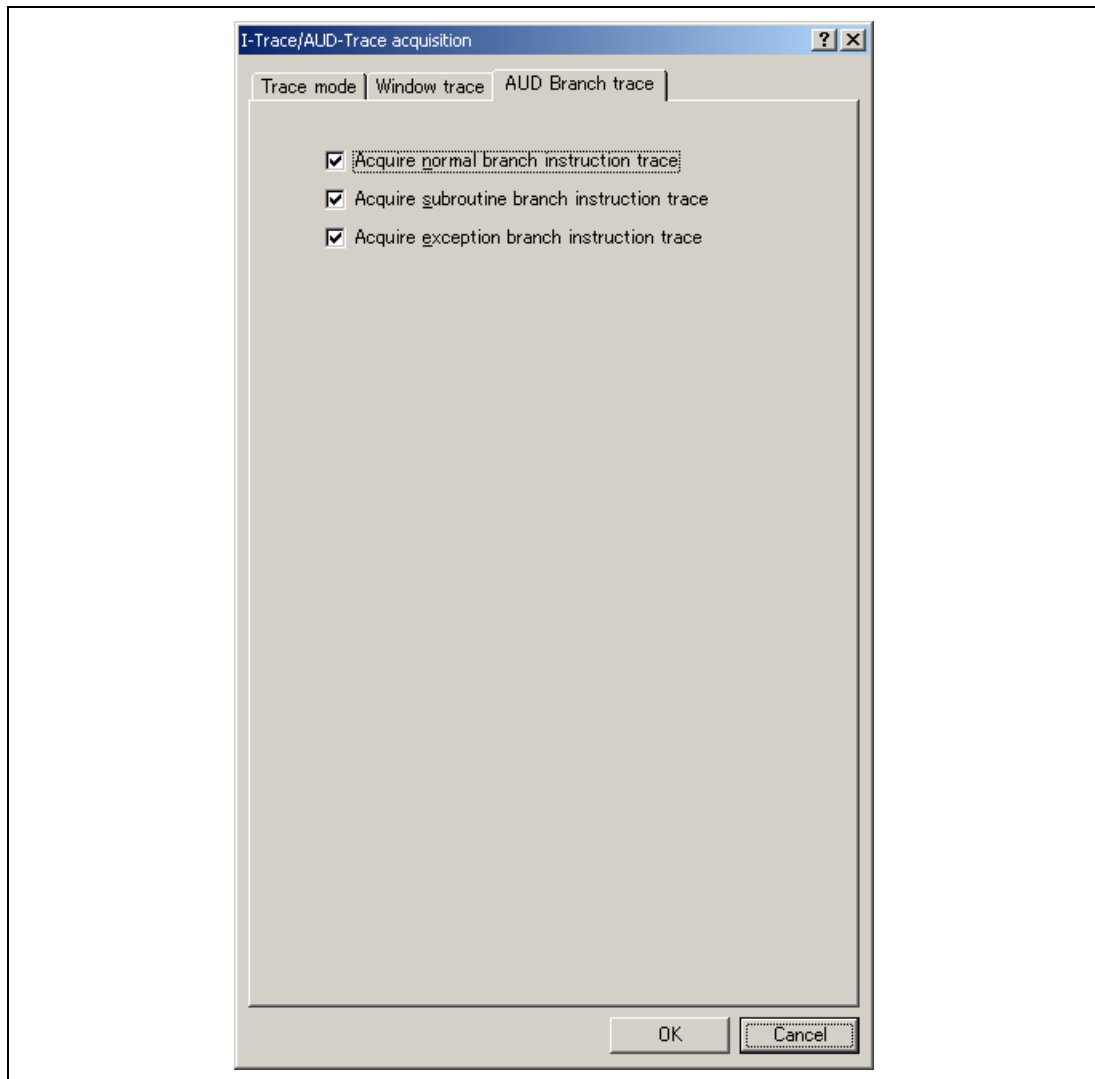 I-Trace/AUD-Trace acquisition
Trace mode Window trace AUD Branch trace
Acquire normal branch instruction trace
Acquire subroutine branch instruction trace
Acquire exception branch instruction trace
OK Cancel